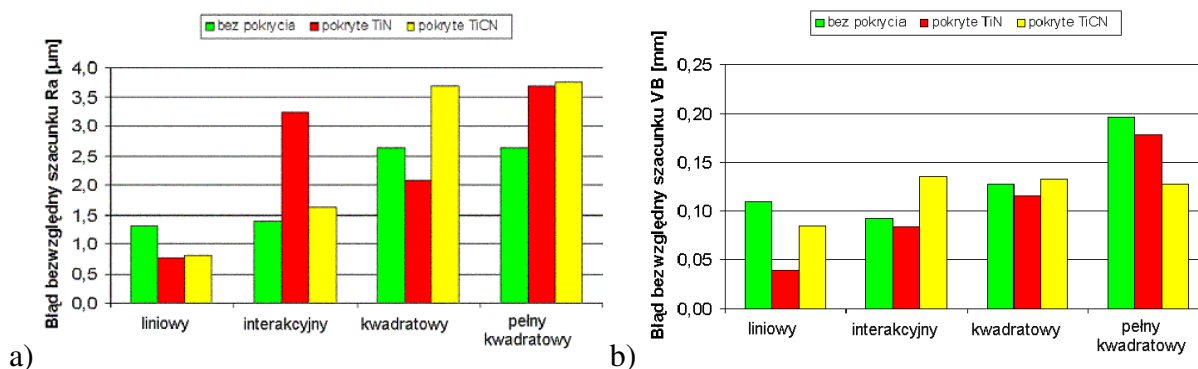 bez pokrycia pokryte TiN pokryte TiCN
Błąd bezwzględny szacunku Ra [µm]
4,0
3,5
3,0
2,5
2,0
1,5
1,0
0,5
0,0
liniowy interakcyjny kwadratowy pełny
kwadratowy
a)
bez pokrycia pokryte TiN pokryte TiCN
Błąd bezwzględny szacunku VB [mm]
0,25
0,20
0,15
0,10
0,05
0,00
liniowy interakcyjny kwadratowy pełny
kwadratowy
b)